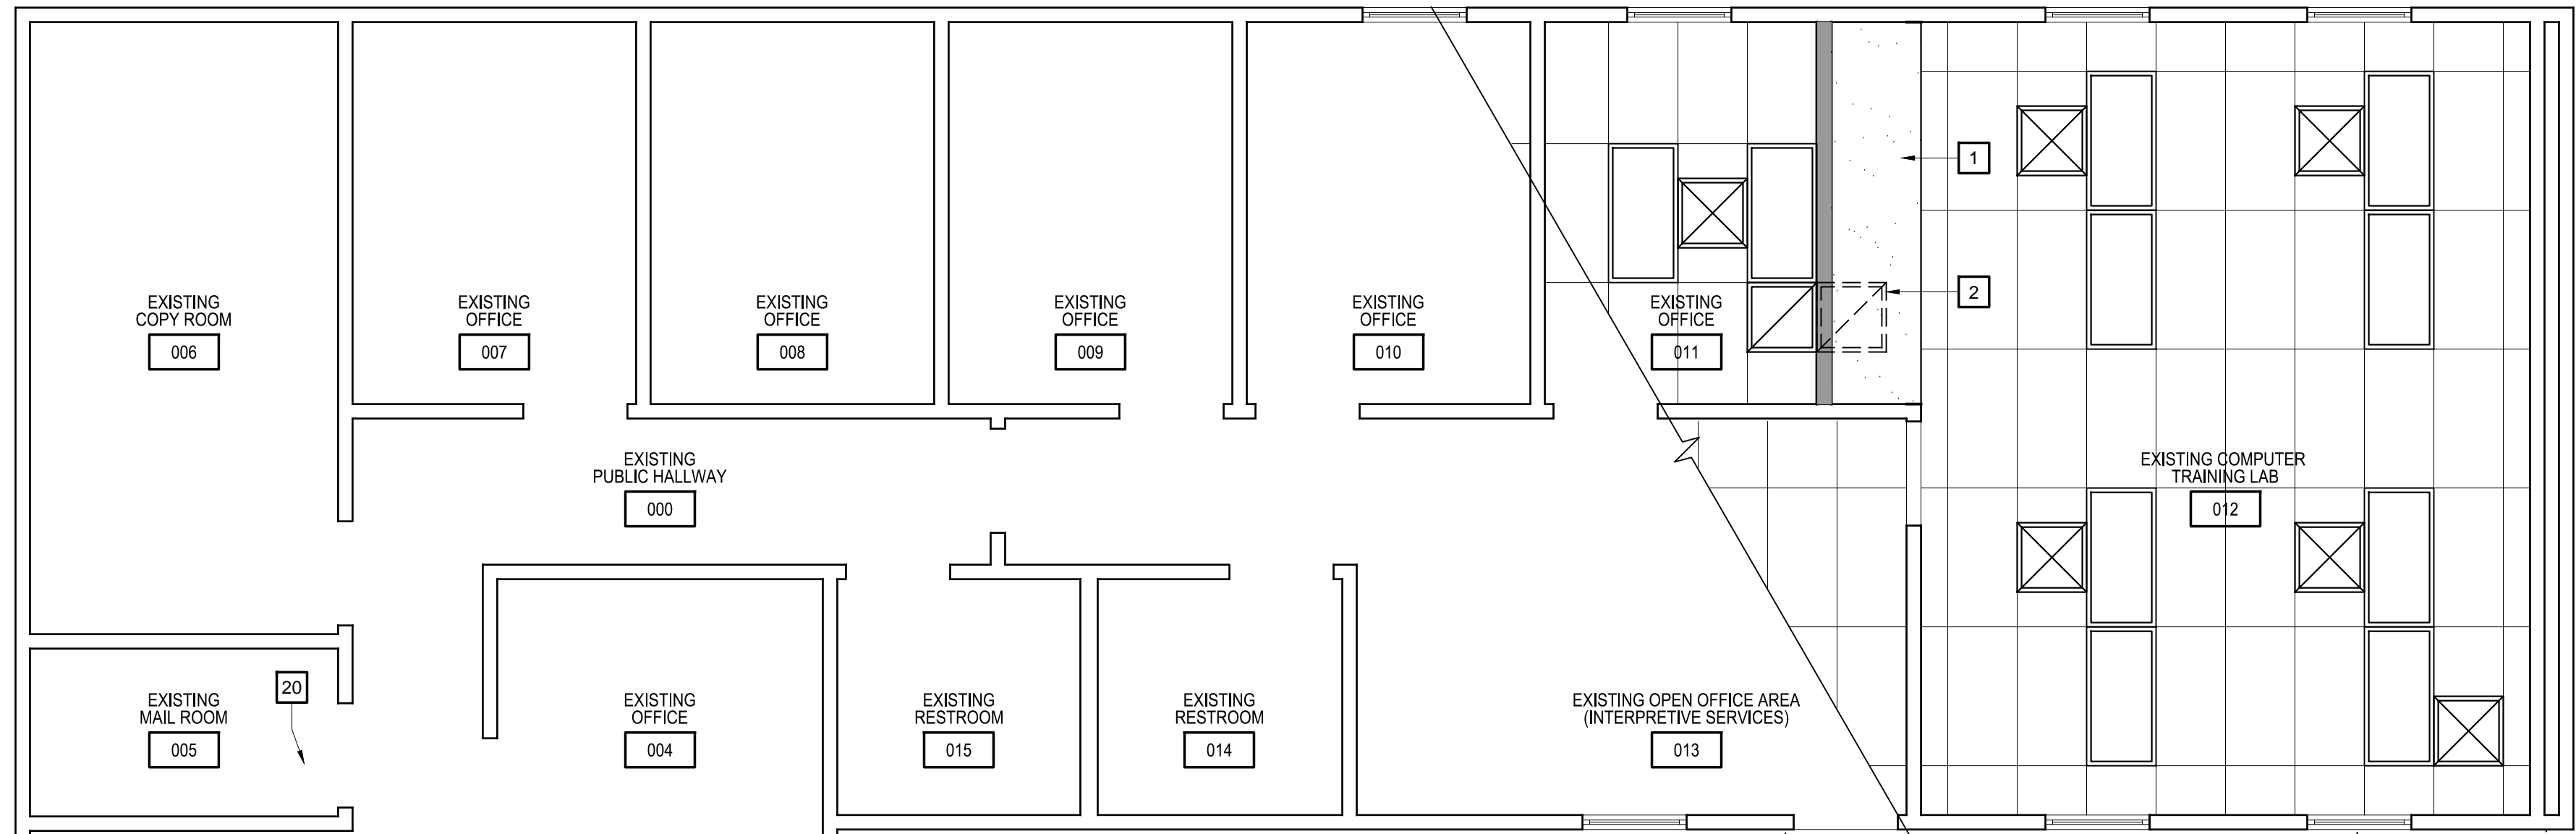 1
2
EXISTING
COPY ROOM
006
EXISTING
OFFICE
007
EXISTING
OFFICE
008
EXISTING
OFFICE
009
EXISTING
OFFICE
010
EXISTING
OFFICE
011
EXISTING
PUBLIC HALLWAY
000
EXISTING COMPUTER
TRAINING LAB
012
20
EXISTING
MAIL ROOM
005
EXISTING
OFFICE
004
EXISTING
RESTROOM
015
EXISTING
RESTROOM
014
EXISTING OPEN OFFICE AREA
(INTERPRETIVE SERVICES)
013